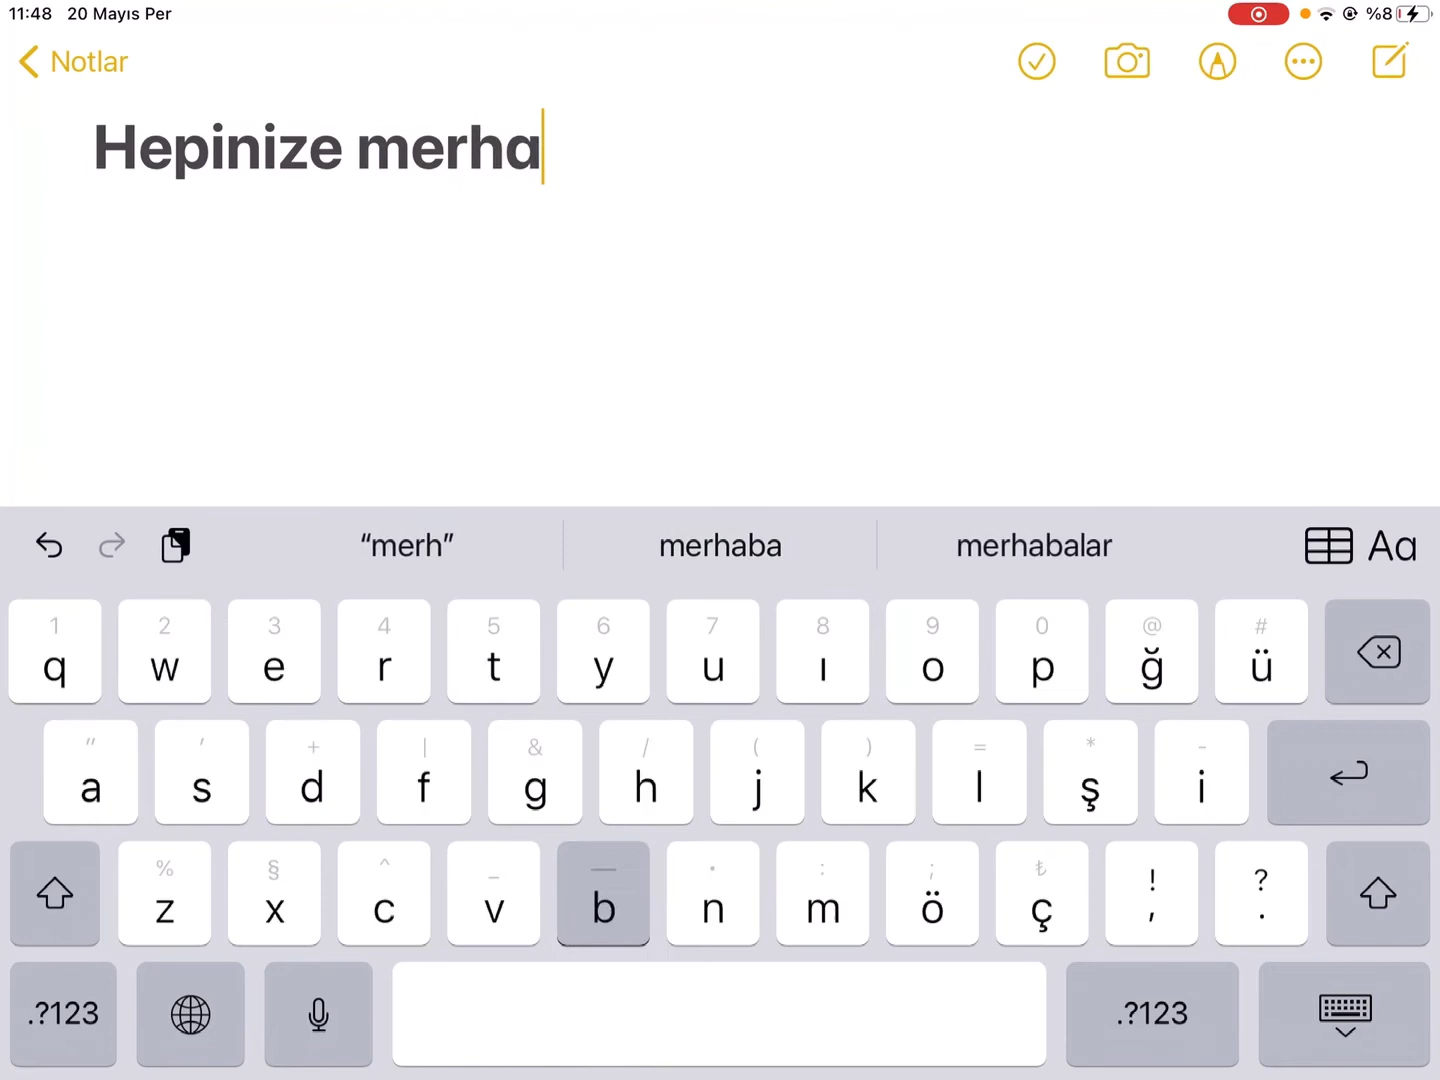 11:48 20 Mayıs Per %8
Notlar
Hepinize merha
“merh” merhaba merhabalar Aa
1 2 3 4 5 6 7 8 9 0 @ #
q w e r t y u ı o p ğ ü
" ' + | & / ( ) = * -
a s d f g h j k l ş i
% § ^ _ — · : ; ₺ ! ?
z x c v b n m ö ç , .
.?123 .?123